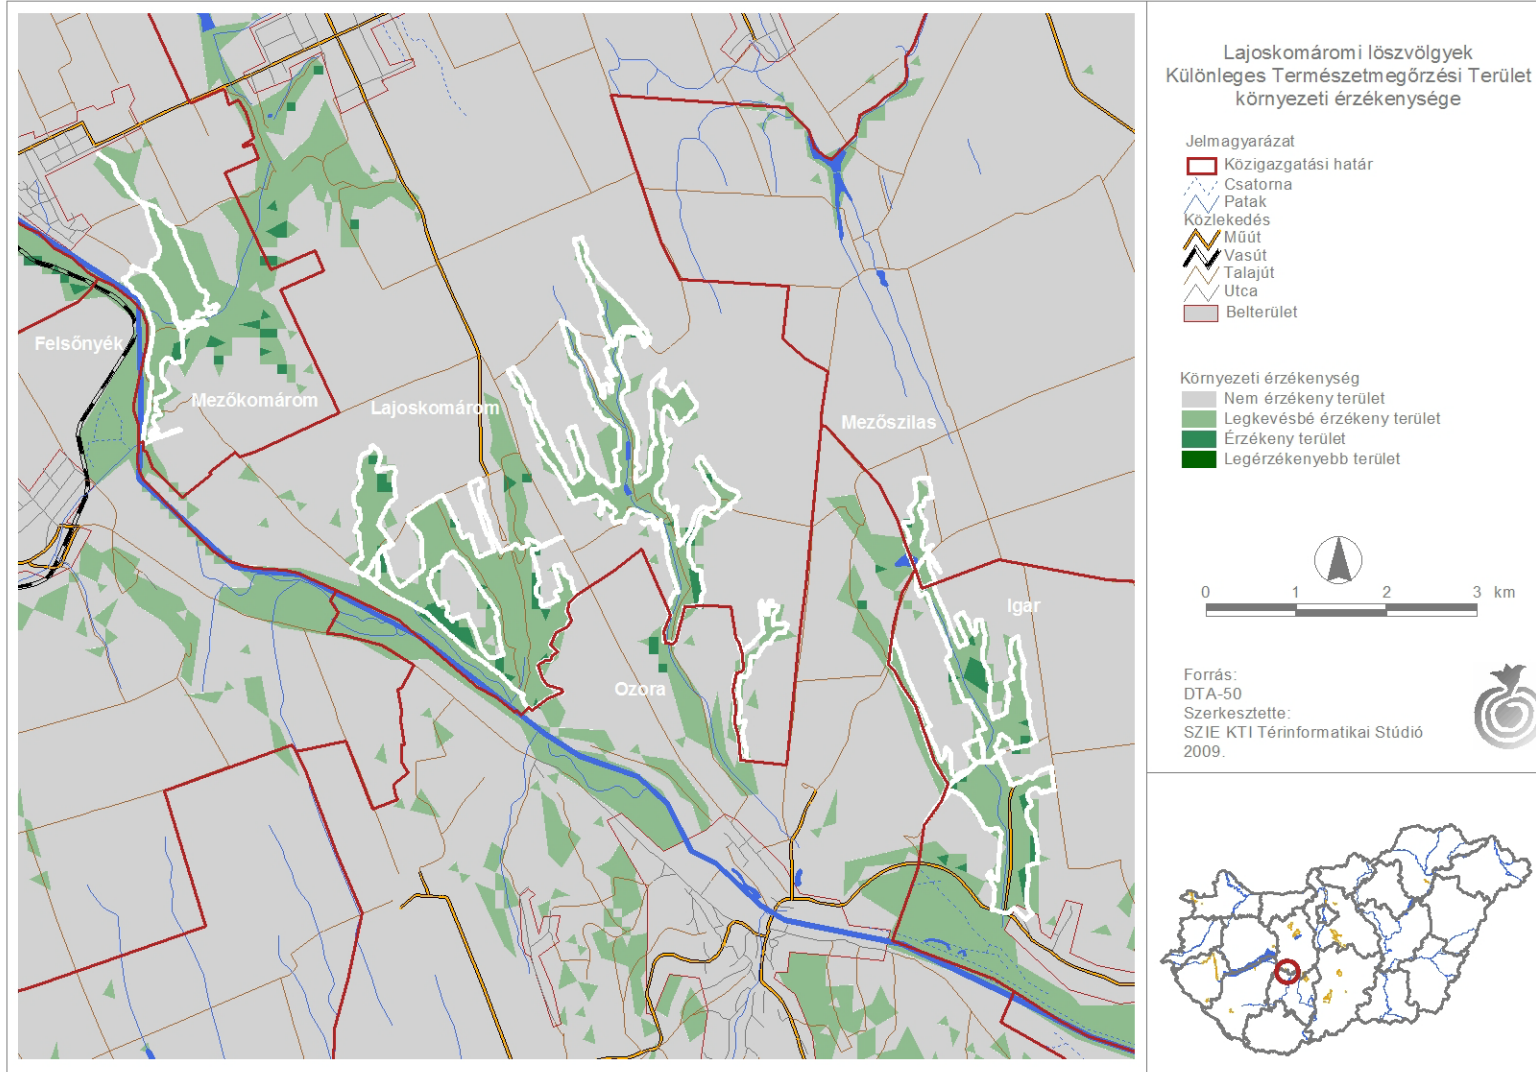 Lajoskomáromi löszvölgyek
Különleges Természetmegőrzési Terület
környezeti érzékenysége
Jelmagyarázat
Közigazgatási határ
Csatorna
Patak
Közlekedés
Műút
Vasút
Talajút
Utca
Belterület
Környezeti érzékenység
Nem érzékeny terület
Legkevésbé érzékeny terület
Érzékeny terület
Legérzékenyebb terület
0 1 2 3 km
Forrás:
DTA-50
Szerkesztette:
SZIE KTI Térinformatikai Stúdió
2009.
Felsőnyék
Mezőkomárom
Lajoskomárom
Mezőszilas
Igar
Ozora